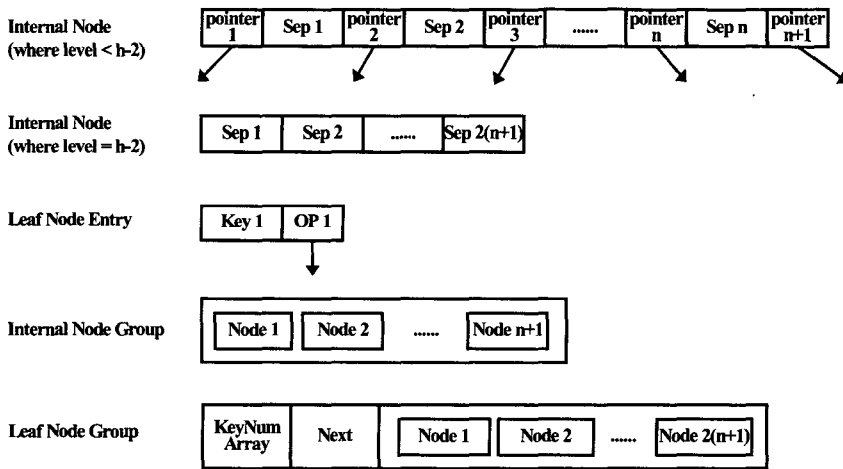 Internal Node
(where level < h-2)
pointer 1 Sep 1 pointer 2 Sep 2 pointer 3 ...... pointer n Sep n pointer n+1
Internal Node
(where level = h-2)
Sep 1 Sep 2 ...... Sep 2(n+1)
Leaf Node Entry
Key 1 OP 1
Internal Node Group
Node 1 Node 2 ...... Node n+1
Leaf Node Group
KeyNum Array Next Node 1 Node 2 ...... Node 2(n+1)